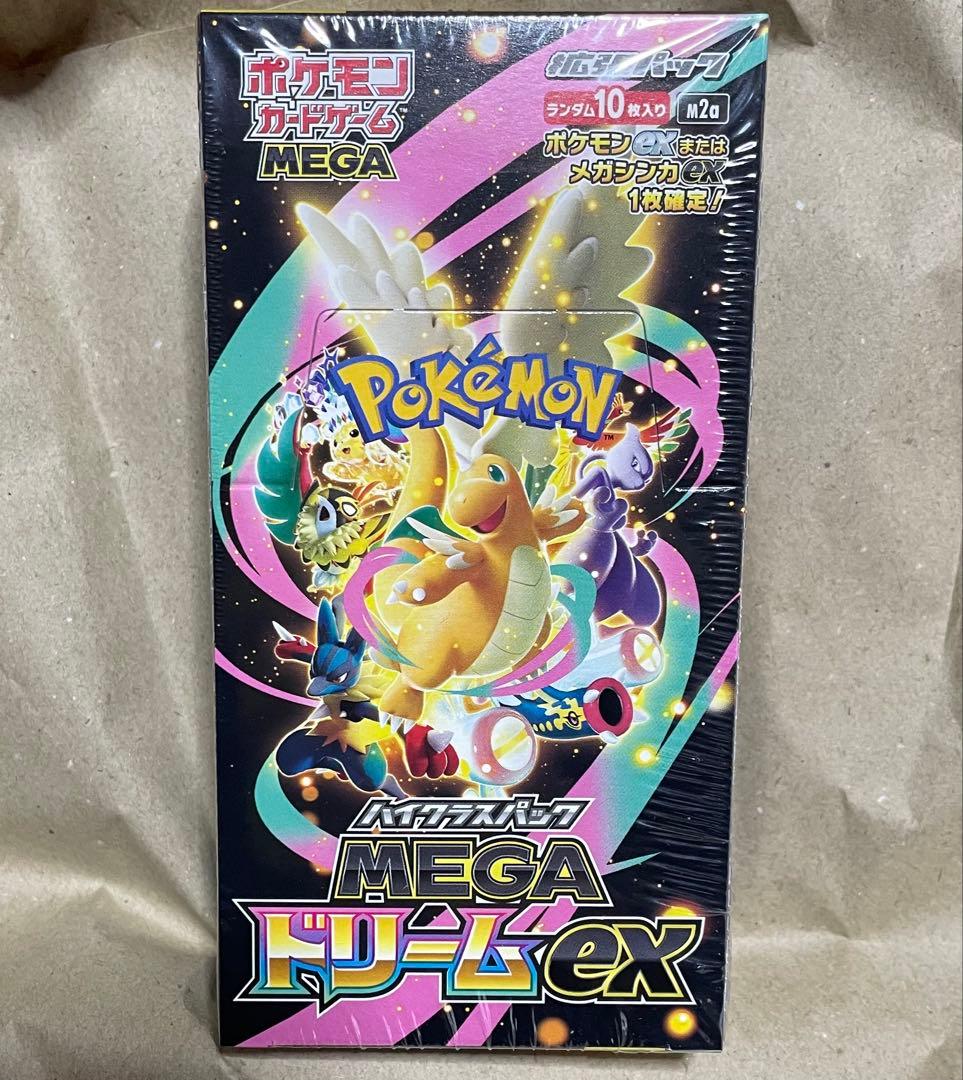 ポケモン
カードゲーム™
MEGA
拡張パック
ランダム10枚入り M2a
ポケモンexまたは
メガシンカex
1枚確定!
POKéMON™
ハイクラスパック
MEGA
ドリームex